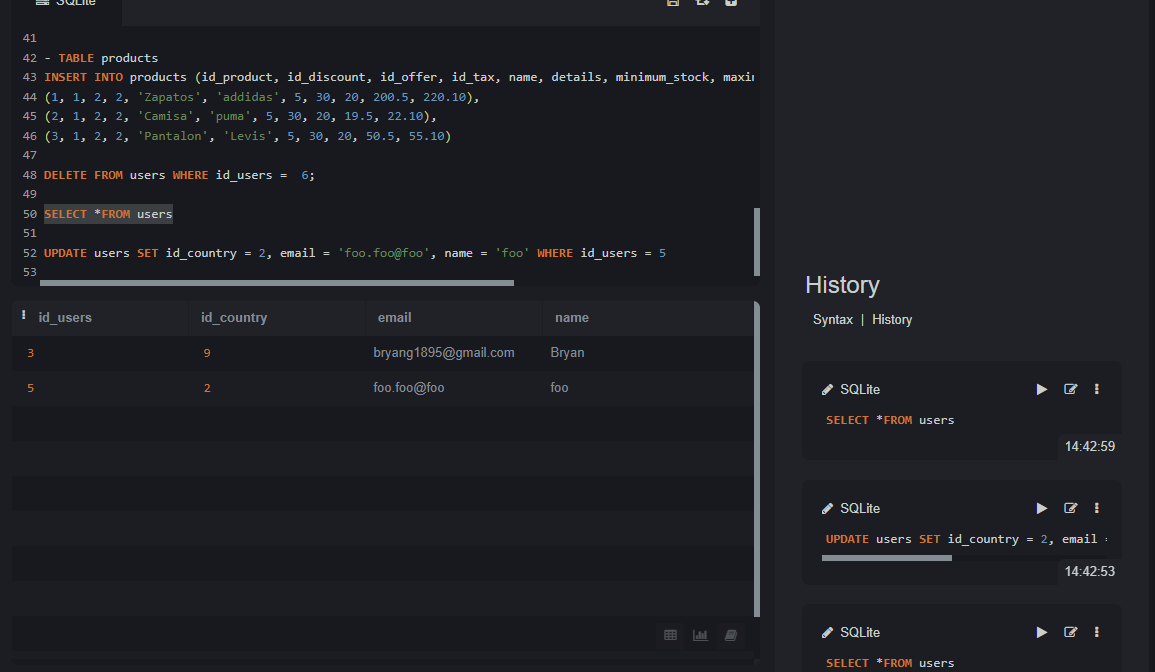 SQLite
41
42 - TABLE products
43 INSERT INTO products (id_product, id_discount, id_offer, id_tax, name, details, minimum_stock, maxi
44 (1, 1, 2, 2, 'Zapatos', 'addidas', 5, 30, 20, 200.5, 220.10),
45 (2, 1, 2, 2, 'Camisa', 'puma', 5, 30, 20, 19.5, 22.10),
46 (3, 1, 2, 2, 'Pantalon', 'Levis', 5, 30, 20, 50.5, 55.10)
47
48 DELETE FROM users WHERE id_users =  6;
49
50 SELECT *FROM users
51
52 UPDATE users SET id_country = 2, email = 'foo.foo@foo', name = 'foo' WHERE id_users = 5
53
id_users id_country email name
3 9 bryang1895@gmail.com Bryan
5 2 foo.foo@foo foo
History
Syntax | History
SQLite
SELECT *FROM users
14:42:59
SQLite
UPDATE users SET id_country = 2, email =
14:42:53
SQLite
SELECT *FROM users